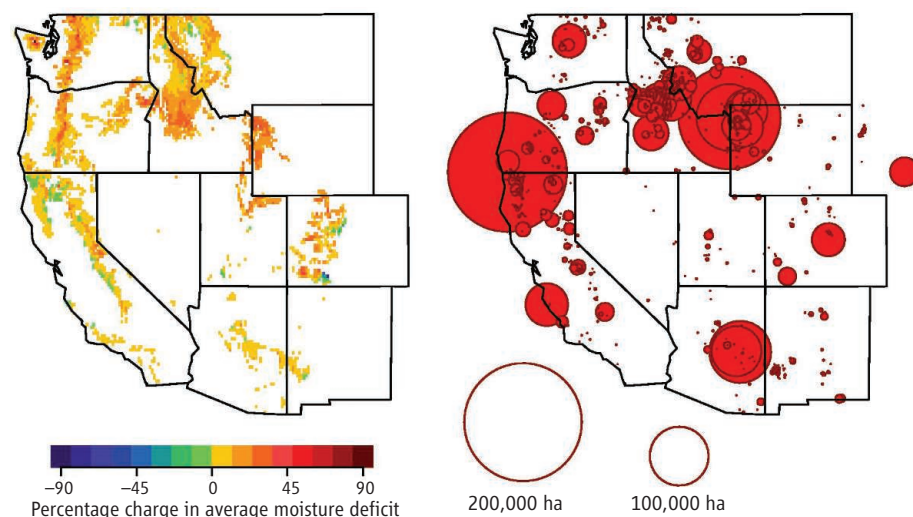 −90 −45 0 45 90
Percentage charge in average moisture deficit
200,000 ha 100,000 ha